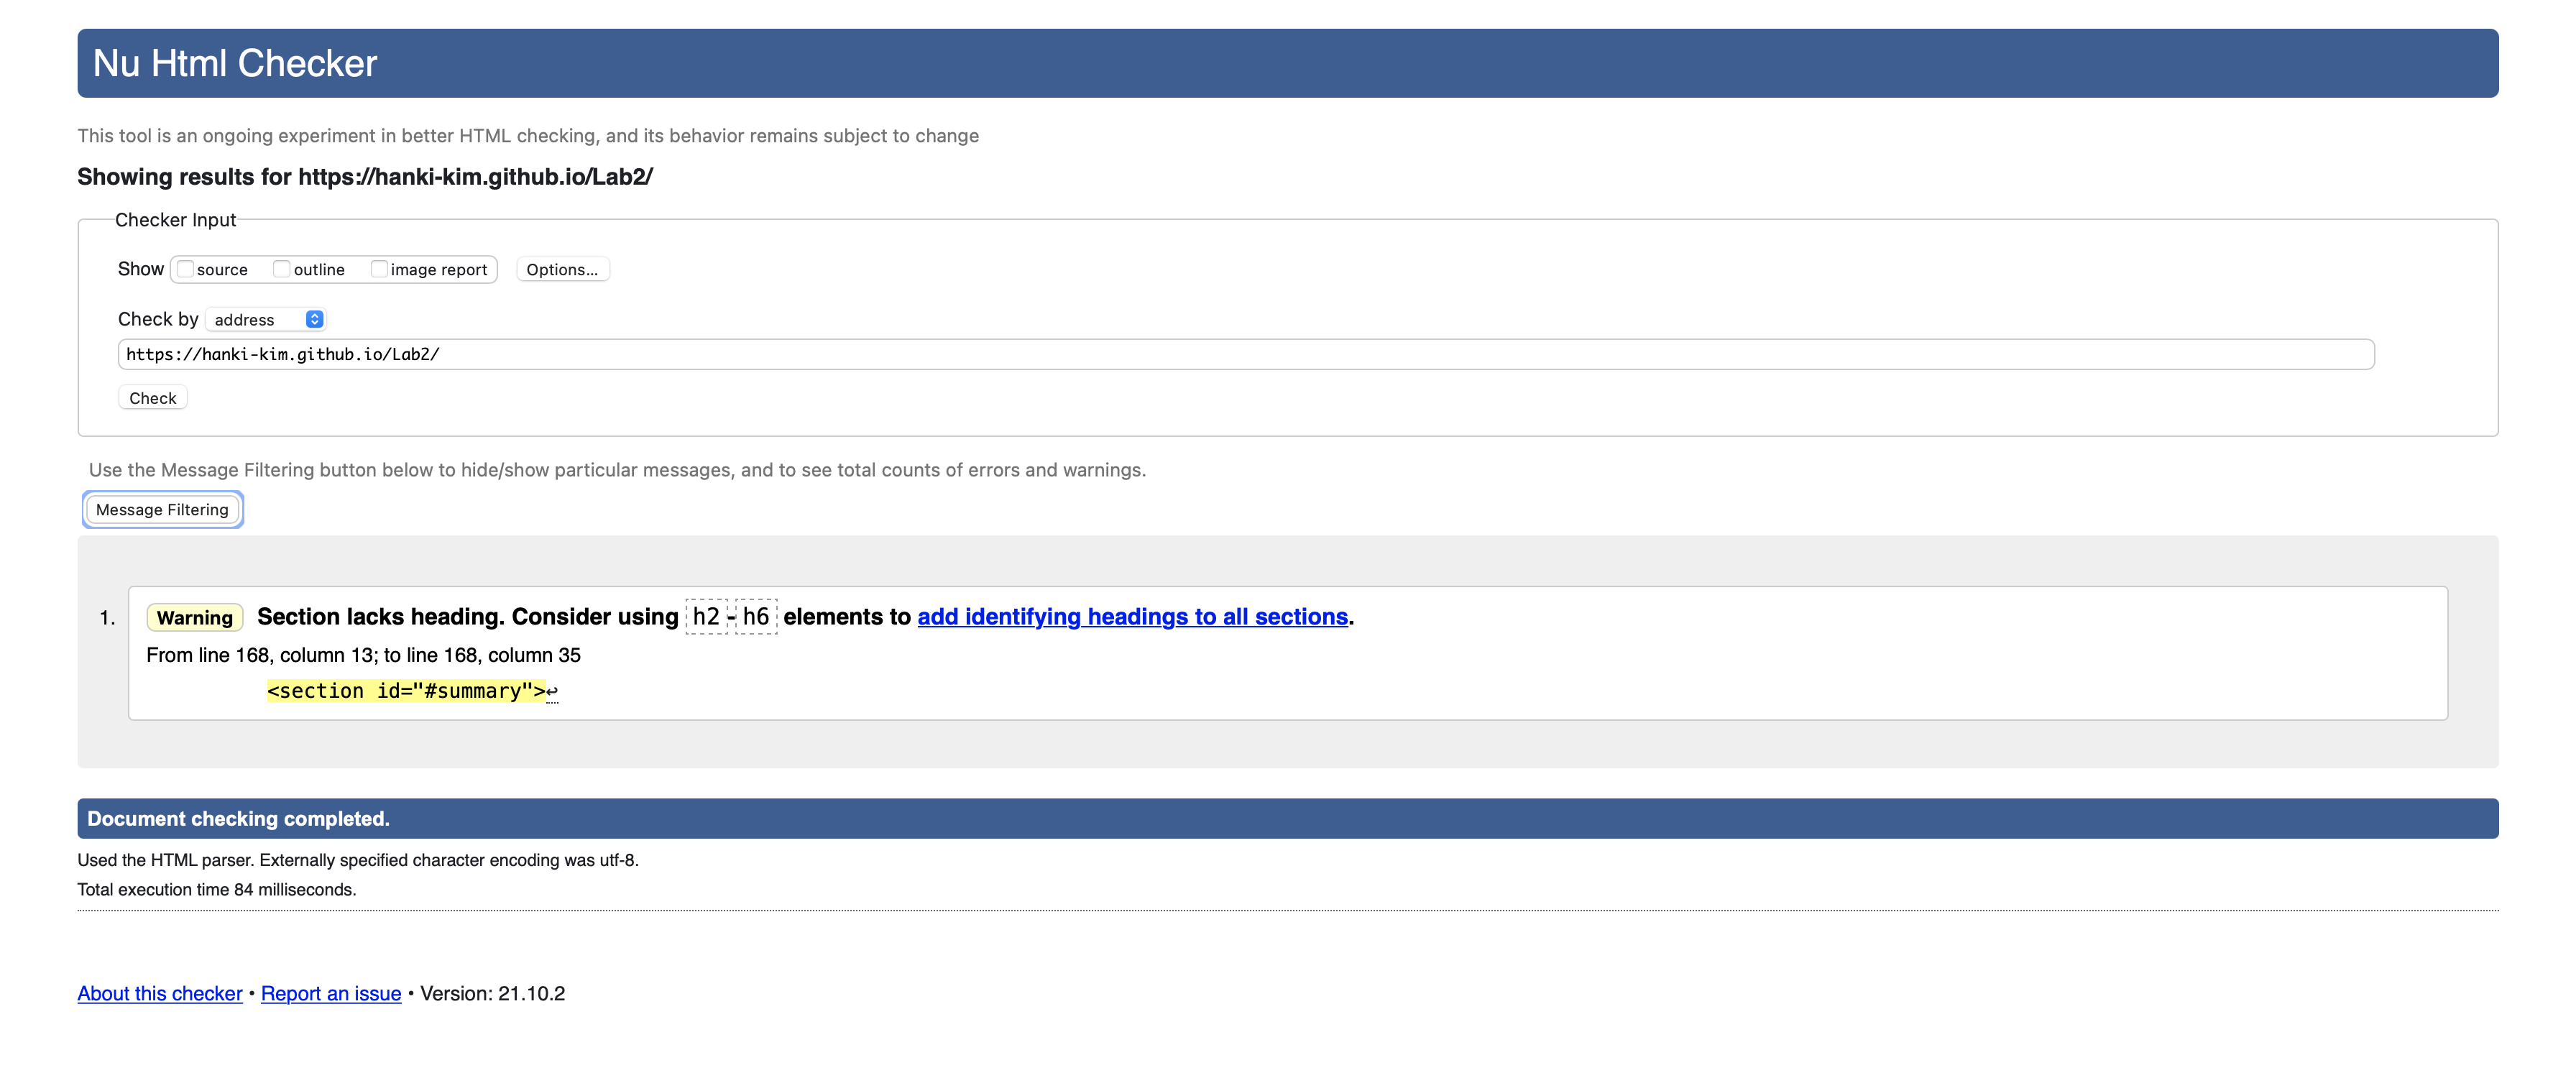 Nu Html Checker
This tool is an ongoing experiment in better HTML checking, and its behavior remains subject to change
Showing results for https://hanki-kim.github.io/Lab2/
Checker Input
Show source outline image report Options...
Check by address
https://hanki-kim.github.io/Lab2/
Check
Use the Message Filtering button below to hide/show particular messages, and to see total counts of errors and warnings.
Message Filtering
1. Warning Section lacks heading. Consider using h2-h6 elements to add identifying headings to all sections.
From line 168, column 13; to line 168, column 35
<section id="#summary">↩
Document checking completed.
Used the HTML parser. Externally specified character encoding was utf-8.
Total execution time 84 milliseconds.
About this checker • Report an issue • Version: 21.10.2